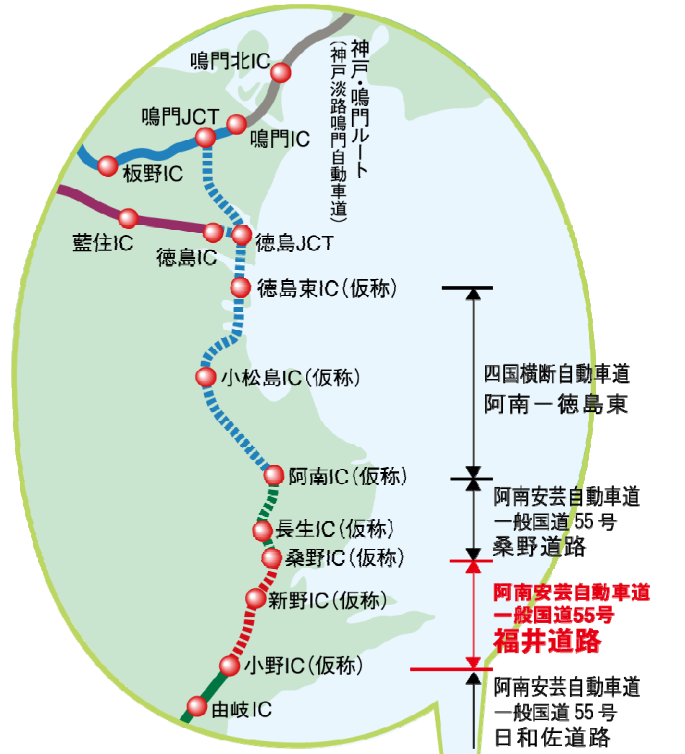 鳴門北IC
神戸・鳴門ルート
(神戸淡路鳴門自動車道)
鳴門JCT
鳴門IC
板野IC
藍住IC
徳島IC
徳島JCT
徳島東IC(仮称)
小松島IC(仮称)
四国横断自動車道
阿南－徳島東
阿南IC(仮称)
阿南安芸自動車道
一般国道55号
桑野道路
長生IC(仮称)
桑野IC(仮称)
新野IC(仮称)
阿南安芸自動車道
一般国道55号
福井道路
小野IC(仮称)
由岐IC
阿南安芸自動車道
一般国道55号
日和佐道路